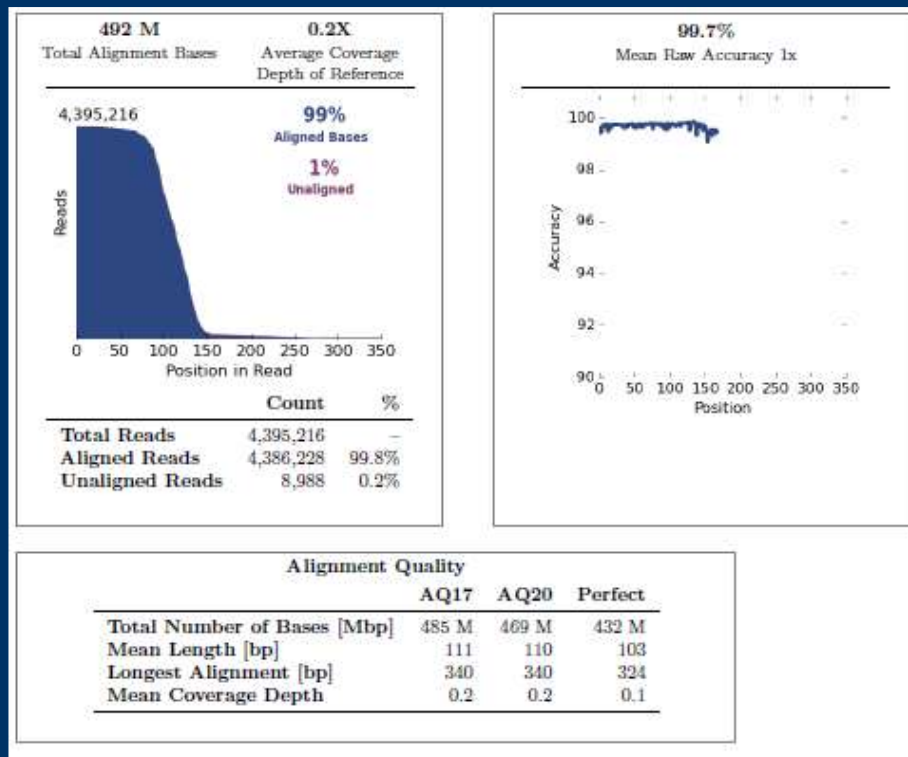 492 M 0.2X
Total Alignment Bases Average Coverage
Depth of Reference
4,395,216
99%
Aligned Bases
1%
Unaligned
Reads
0 50 100 150 200 250 300 350
Position in Read
Count %
Total Reads 4,395,216 –
Aligned Reads 4,386,228 99.8%
Unaligned Reads 8,988 0.2%
99.7%
Mean Raw Accuracy 1x
100
98
96
94
92
90
Accuracy
0 50 100 150 200 250 300 350
Position
Alignment Quality
AQ17 AQ20 Perfect
Total Number of Bases [Mbp] 485 M 469 M 432 M
Mean Length [bp] 111 110 103
Longest Alignment [bp] 340 340 324
Mean Coverage Depth 0.2 0.2 0.1